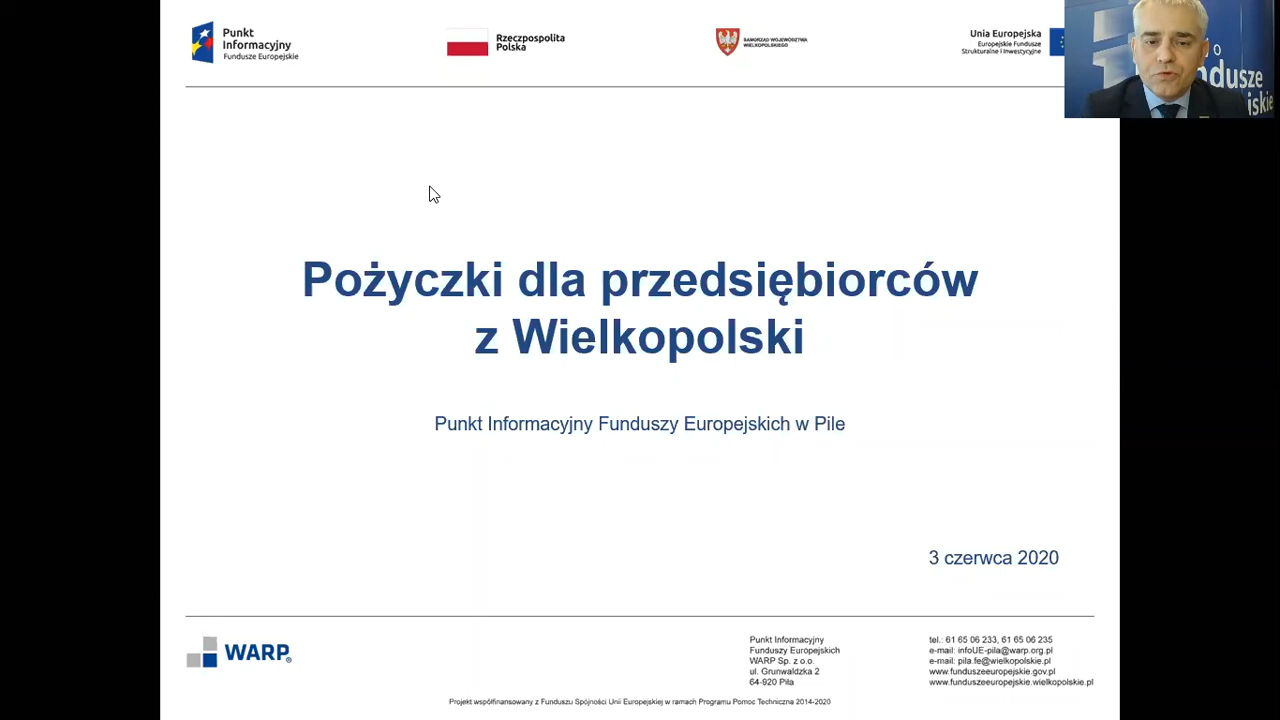 Punkt
Informacyjny
Fundusze Europejskie
Rzeczpospolita
Polska
SAMORZĄD WOJEWÓDZTWA
WIELKOPOLSKIEGO
Unia Europejska
Europejskie Fundusze
Strukturalne i Inwestycyjne
Pożyczki dla przedsiębiorców
z Wielkopolski
Punkt Informacyjny Funduszy Europejskich w Pile
3 czerwca 2020
WARP
Punkt Informacyjny
Funduszy Europejskich
WARP Sp. z o.o.
ul. Grunwaldzka 2
64-920 Piła
tel.: 61 65 06 233, 61 65 06 235
e-mail: infoUE-pila@warp.org.pl
e-mail: pila.fe@wielkopolskie.pl
www.funduszeeuropejskie.gov.pl
www.funduszeeuropejskie.wielkopolskie.pl
Projekt współfinansowany z Funduszu Spójności Unii Europejskiej w ramach Programu Pomoc Techniczna 2014-2020